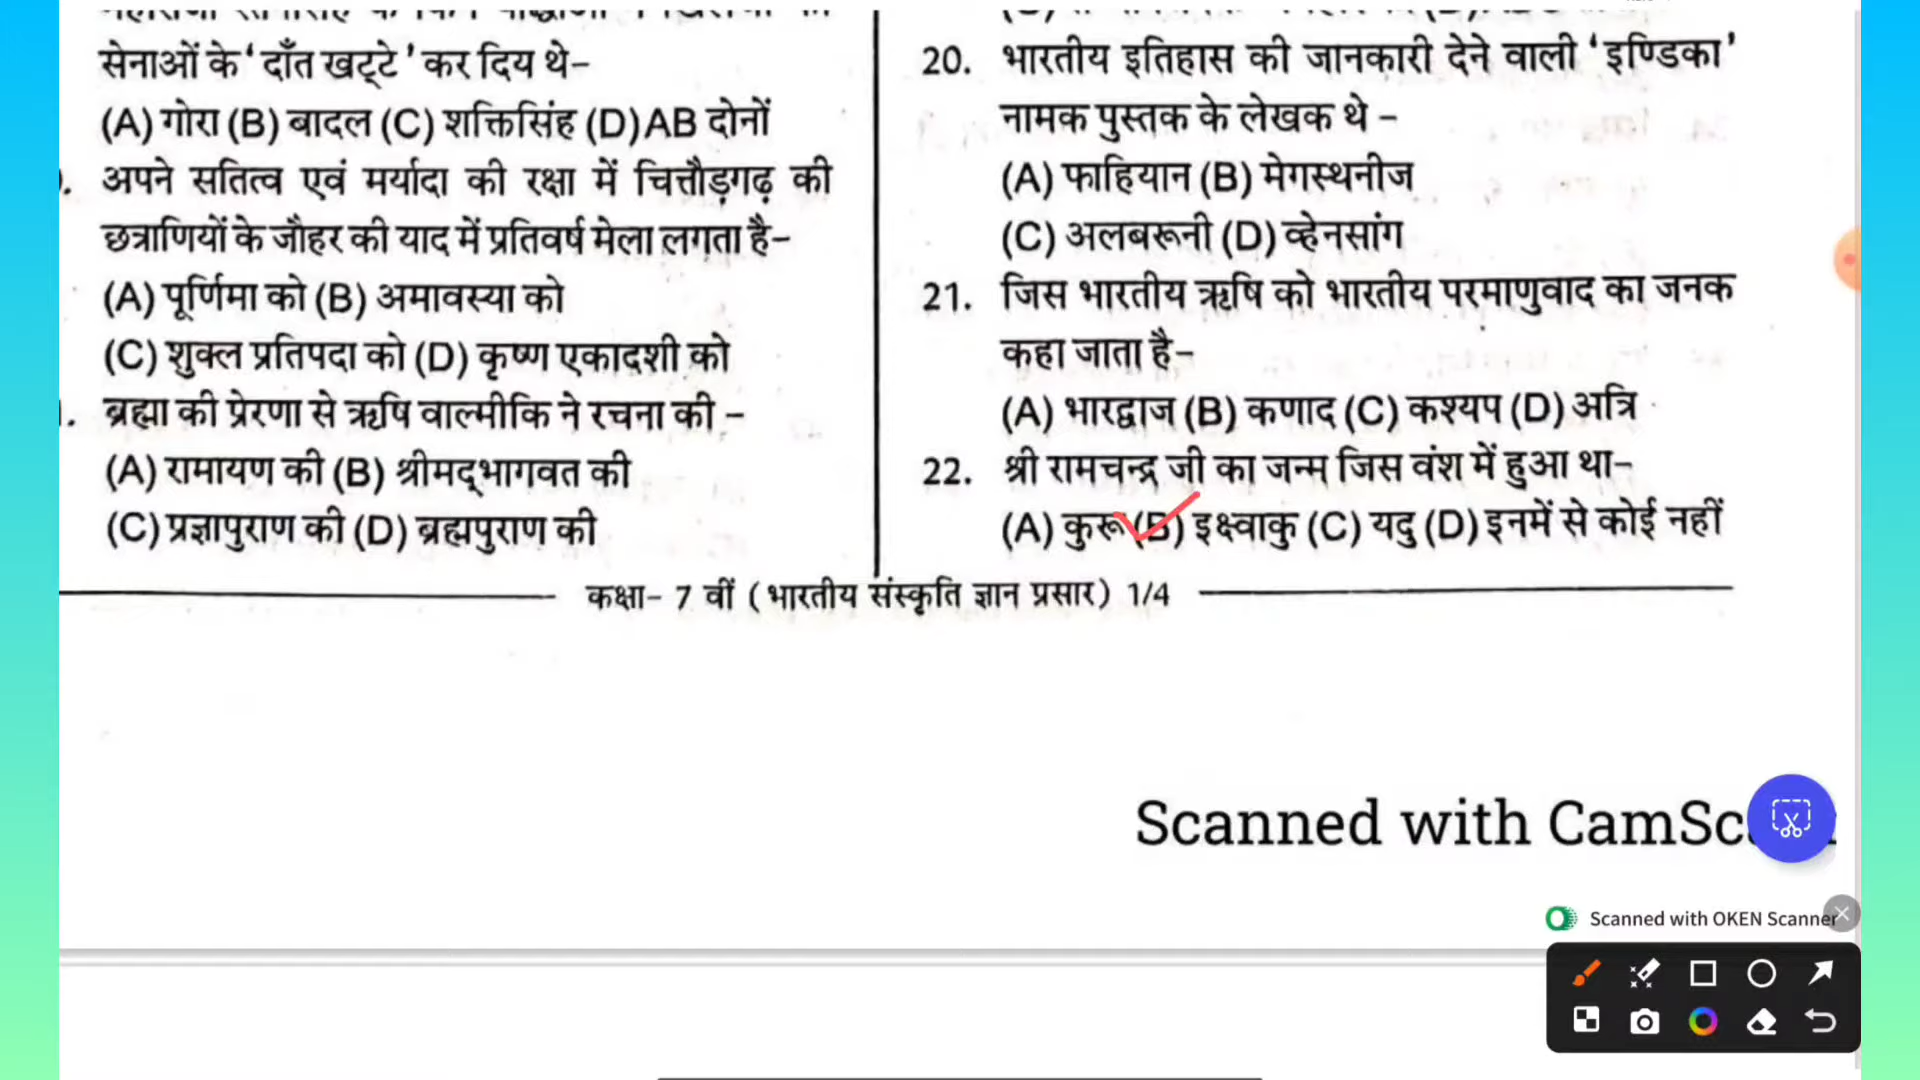 सेनाओं के ‘दाँत खट्टे’ कर दिय थे–
(A) गोरा (B) बादल (C) शक्तिसिंह (D) AB दोनों
अपने सतित्व एवं मर्यादा की रक्षा में चित्तौड़गढ़ की
छत्राणियों के जौहर की याद में प्रतिवर्ष मेला लगता है–
(A) पूर्णिमा को (B) अमावस्या को
(C) शुक्ल प्रतिपदा को (D) कृष्ण एकादशी को
ब्रह्मा की प्रेरणा से ऋषि वाल्मीकि ने रचना की –
(A) रामायण की (B) श्रीमद्भागवत की
(C) प्रज्ञापुराण की (D) ब्रह्मपुराण की
20. भारतीय इतिहास की जानकारी देने वाली ‘इण्डिका’
नामक पुस्तक के लेखक थे –
(A) फाहियान (B) मेगस्थनीज
(C) अलबरूनी (D) व्हेनसांग
21. जिस भारतीय ऋषि को भारतीय परमाणुवाद का जनक
कहा जाता है–
(A) भारद्वाज (B) कणाद (C) कश्यप (D) अत्रि
22. श्री रामचन्द्र जी का जन्म जिस वंश में हुआ था–
(A) कुरू (B) इक्ष्वाकु (C) यदु (D) इनमें से कोई नहीं
कक्षा– 7 वीं ( भारतीय संस्कृति ज्ञान प्रसार) 1/4
Scanned with
Scanned with OKEN Scanner